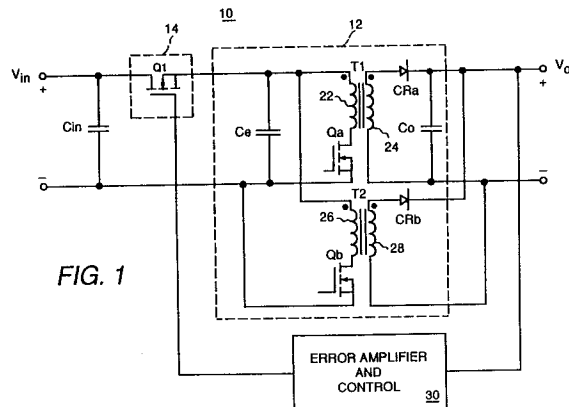 10
14
12
Q1
T1
Vin
+
Vo
+
CRa
22
Cin
Ce
Qa
24
Co
–
–
T2
26
CRb
28
Qb
FIG. 1
ERROR AMPLIFIER
AND
CONTROL
30